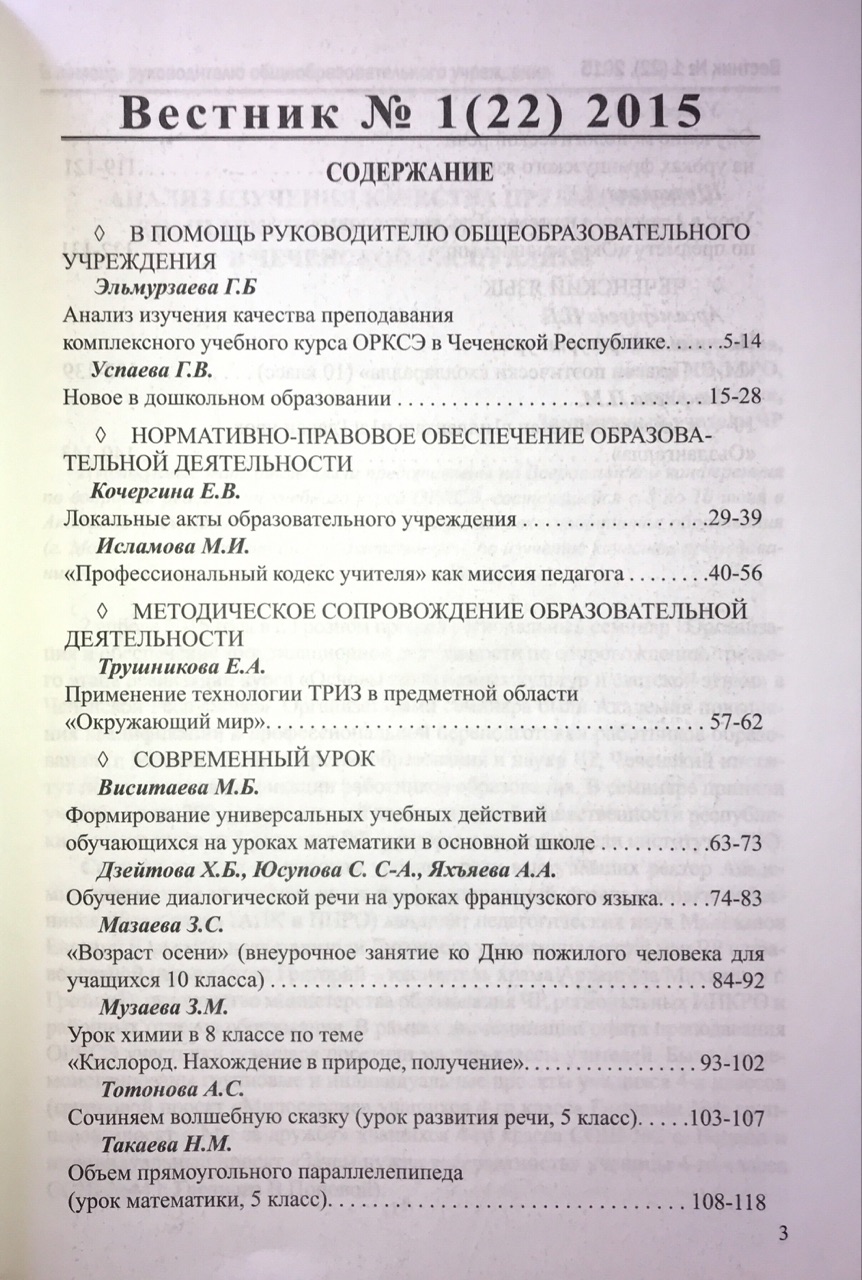 Вестник № 1(22) 2015
СОДЕРЖАНИЕ
◊ В ПОМОЩЬ РУКОВОДИТЕЛЮ ОБЩЕОБРАЗОВАТЕЛЬНОГО
УЧРЕЖДЕНИЯ
Эльмурзаева Г.Б
Анализ изучения качества преподавания
комплексного учебного курса ОРКСЭ в Чеченской Республике. . . . . .5-14
Успаева Г.В.
Новое в дошкольном образовании . . . . . . . . . . . . . . . . . . . . . . . . . . 15-28
◊ НОРМАТИВНО-ПРАВОВОЕ ОБЕСПЕЧЕНИЕ ОБРАЗОВА-
ТЕЛЬНОЙ ДЕЯТЕЛЬНОСТИ
Кочергина Е.В.
Локальные акты образовательного учреждения . . . . . . . . . . . . . . . .29-39
Исламова М.И.
«Профессиональный кодекс учителя» как миссия педагога . . . . . . .40-56
◊ МЕТОДИЧЕСКОЕ СОПРОВОЖДЕНИЕ ОБРАЗОВАТЕЛЬНОЙ
ДЕЯТЕЛЬНОСТИ
Трушникова Е.А.
Применение технологии ТРИЗ в предметной области
«Окружающий мир». . . . . . . . . . . . . . . . . . . . . . . . . . . . . . . . . . . . . 57-62
◊ СОВРЕМЕННЫЙ УРОК
Виситаева М.Б.
Формирование универсальных учебных действий
обучающихся на уроках математики в основной школе . . . . . . . . . .63-73
Дзейтова Х.Б., Юсупова С. С-А., Яхъяева А.А.
Обучение диалогической речи на уроках французского языка. . . . .74-83
Мазаева З.С.
«Возраст осени» (внеурочное занятие ко Дню пожилого человека для
учащихся 10 класса) . . . . . . . . . . . . . . . . . . . . . . . . . . . . . . . . . . . . . 84-92
Музаева З.М.
Урок химии в 8 классе по теме
«Кислород. Нахождение в природе, получение». . . . . . . . . . . . . . . . 93-102
Тотонова А.С.
Сочиняем волшебную сказку (урок развития речи, 5 класс). . . . .103-107
Такаева Н.М.
Объем прямоугольного параллелепипеда
(урок математики, 5 класс). . . . . . . . . . . . . . . . . . . . . . . . . . . . . . . . . 108-118
3